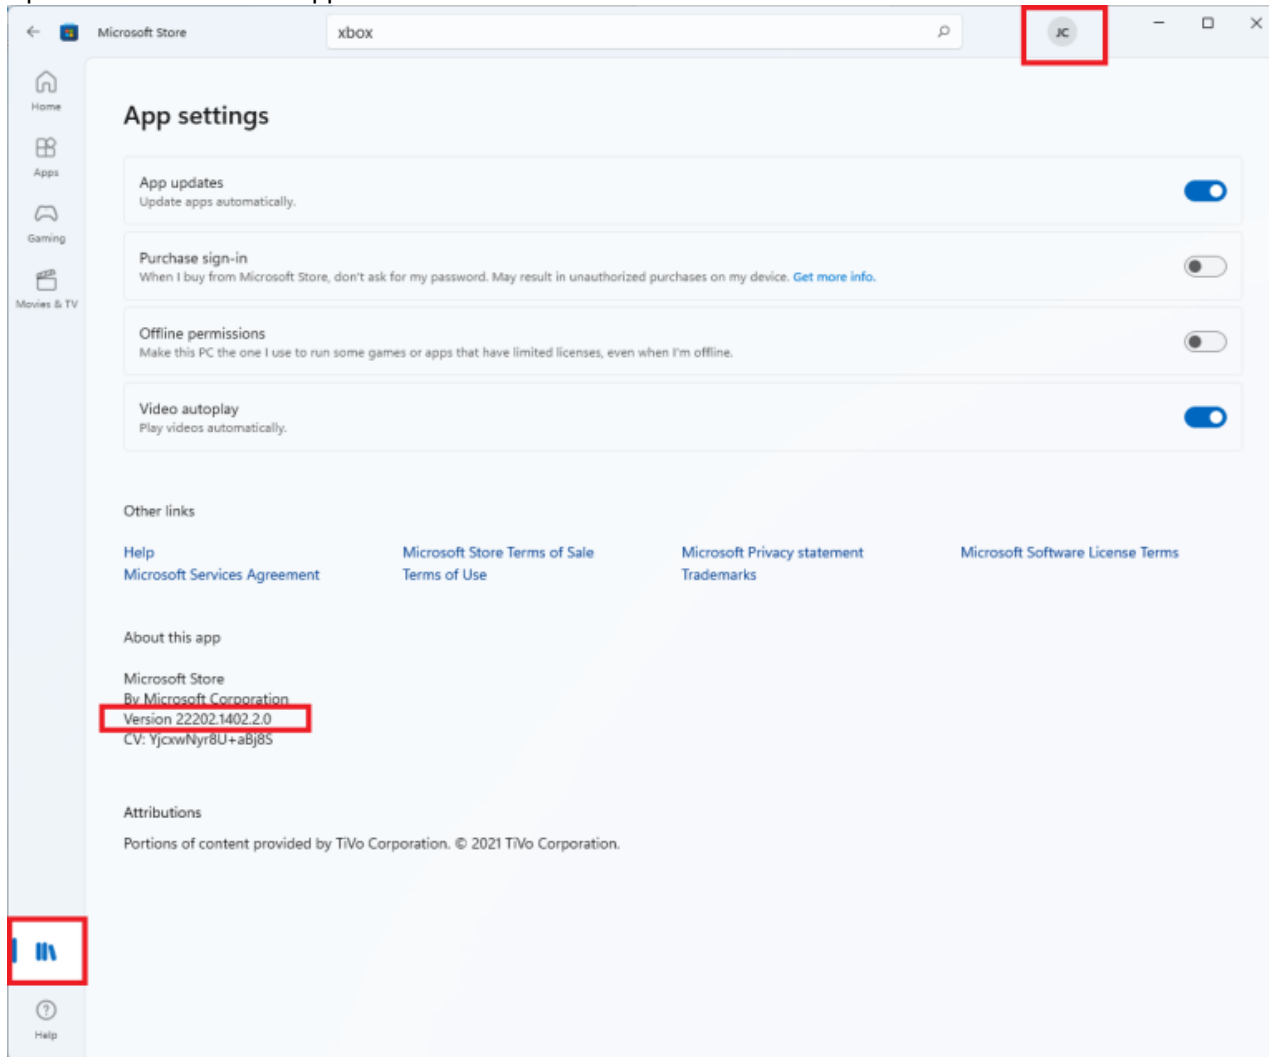 Microsoft Store
xbox
JC
Home
Apps
Gaming
Movies & TV
App settings
App updates
Update apps automatically.
Purchase sign-in
When I buy from Microsoft Store, don't ask for my password. May result in unauthorized purchases on my device. Get more info.
Offline permissions
Make this PC the one I use to run some games or apps that have limited licenses, even when I'm offline.
Video autoplay
Play videos automatically.
Other links
Help Microsoft Store Terms of Sale Microsoft Privacy statement Microsoft Software License Terms
Microsoft Services Agreement Terms of Use Trademarks
About this app
Microsoft Store
By Microsoft Corporation
Version 22202.1402.2.0
CV: YjcxwNyr8U+aBj8S
Attributions
Portions of content provided by TiVo Corporation. © 2021 TiVo Corporation.
Help